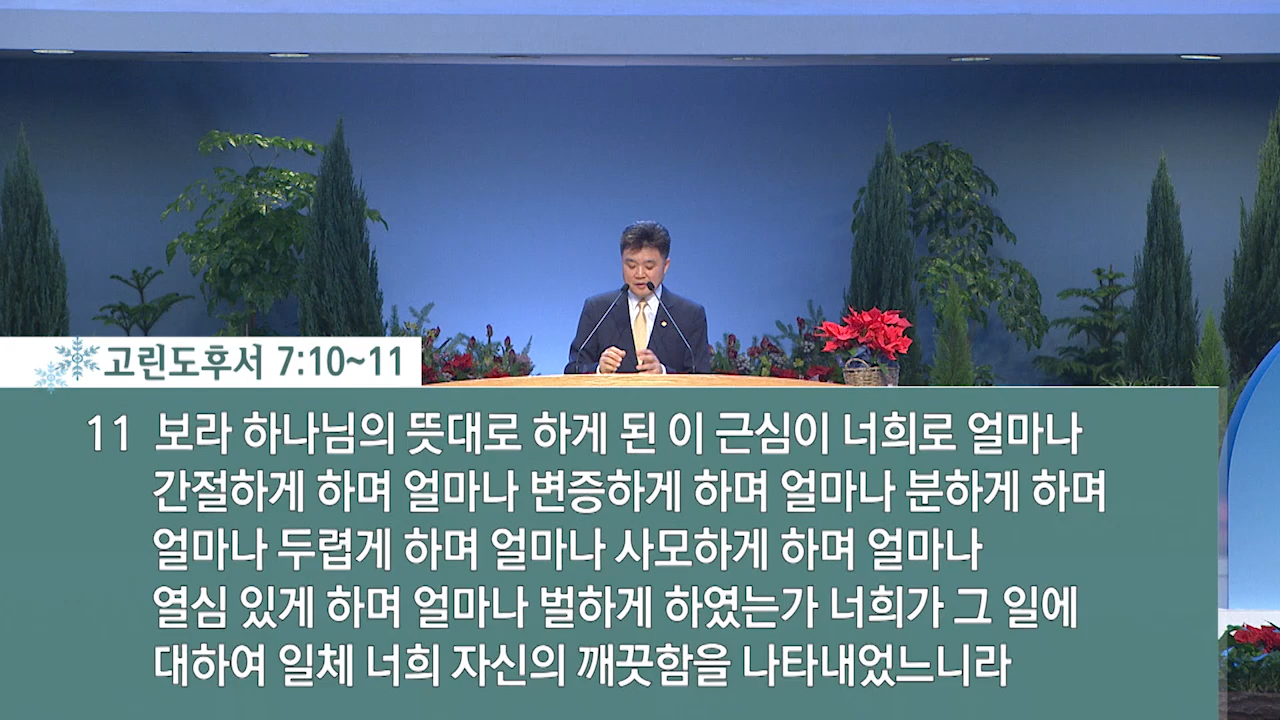 고린도후서 7:10~11
11 보라 하나님의 뜻대로 하게 된 이 근심이 너희로 얼마나
간절하게 하며 얼마나 변증하게 하며 얼마나 분하게 하며
얼마나 두렵게 하며 얼마나 사모하게 하며 얼마나
열심 있게 하며 얼마나 벌하게 하였는가 너희가 그 일에
대하여 일체 너희 자신의 깨끗함을 나타내었느니라